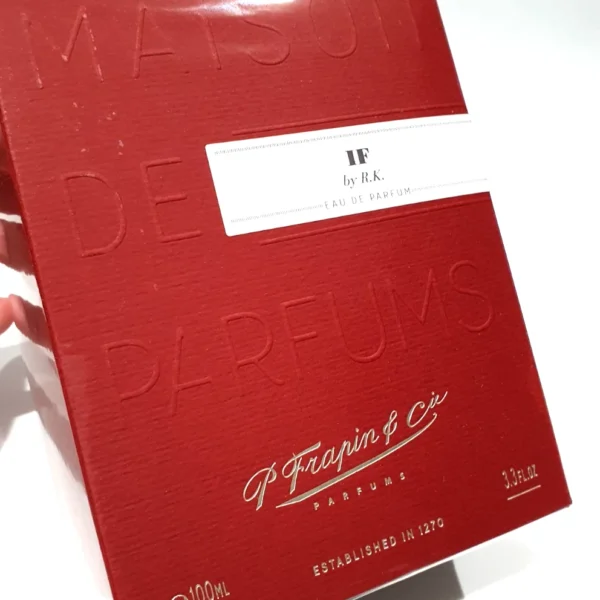 MAISON
DE
PARFUMS
IF
by R.K.
EAU DE PARFUM
P Frapin & Cie
PARFUMS
3.3 FL.OZ
ESTABLISHED IN 1270
100ML